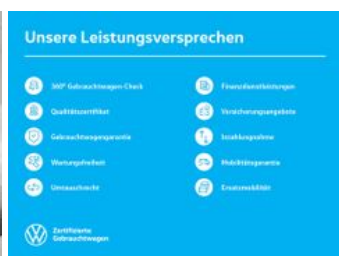 Unsere Leistungsversprechen
360° Gebrauchtwagen-Check
Qualitätszertifikat
Gebrauchtwagengarantie
Wartungsfreiheit
Umtauschrecht
Finanzdienstleistungen
Versicherungsangebote
Inzahlungnahme
Mobilitätsgarantie
Ersatzmobilität
Zertifizierte
Gebrauchtwagen